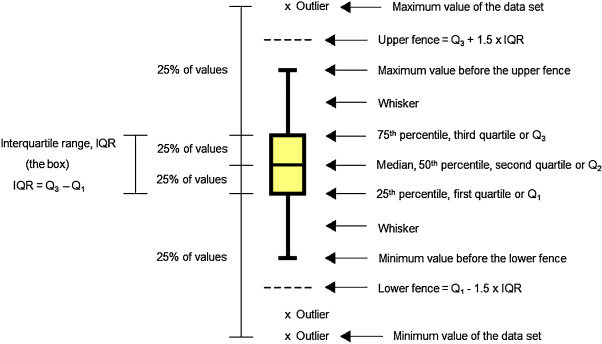 x Outlier
Maximum value of the data set
Upper fence = Q3 + 1.5 x IQR
25% of values
Maximum value before the upper fence
Whisker
Interquartile range, IQR
(the box)
IQR = Q3 – Q1
25% of values
75th percentile, third quartile or Q3
25% of values
Median, 50th percentile, second quartile or Q2
25th percentile, first quartile or Q1
Whisker
25% of values
Minimum value before the lower fence
Lower fence = Q1 - 1.5 x IQR
x Outlier
x Outlier
Minimum value of the data set